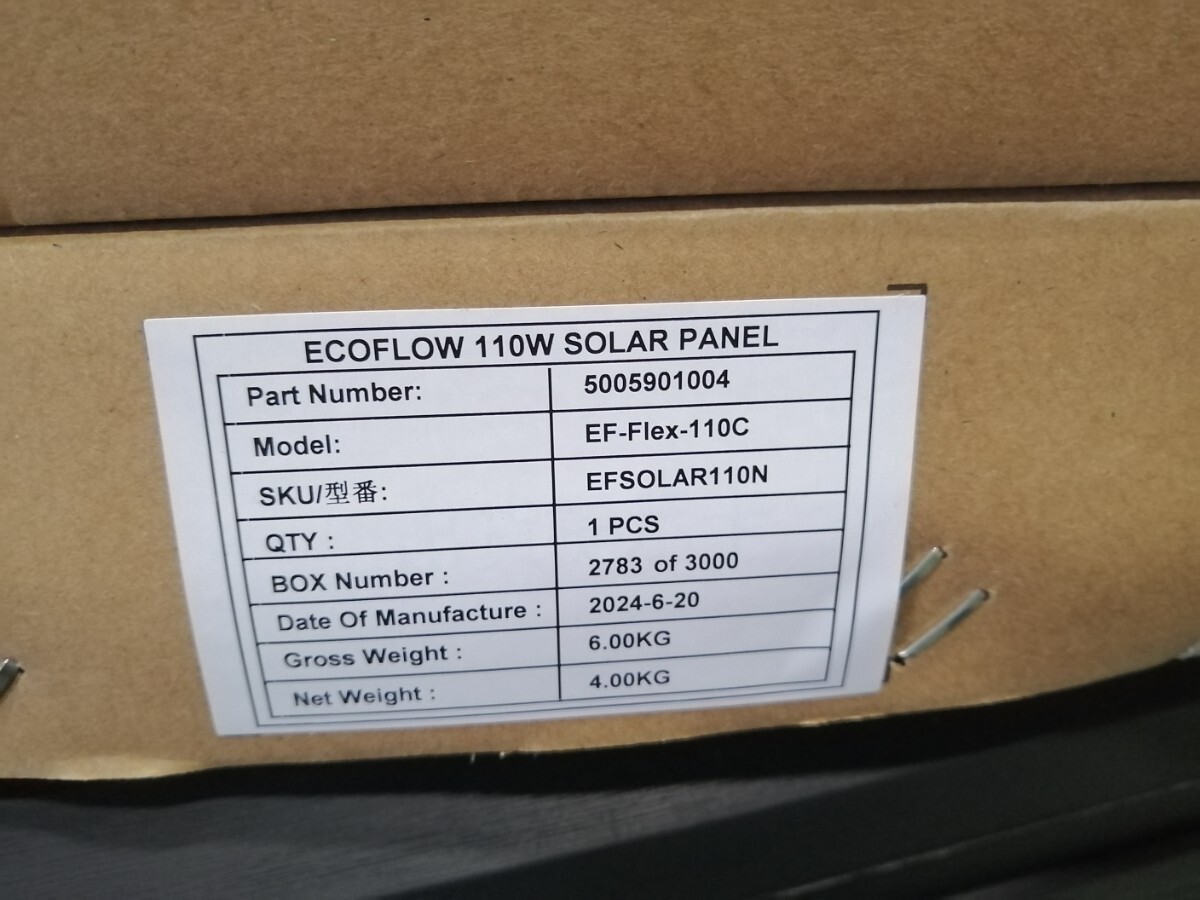 ECOFLOW 110W SOLAR PANEL
Part Number: 5005901004
Model: EF-Flex-110C
SKU/型番: EFSOLAR110N
QTY : 1 PCS
BOX Number : 2783 of 3000
Date Of Manufacture : 2024-6-20
Gross Weight : 6.00KG
Net Weight : 4.00KG